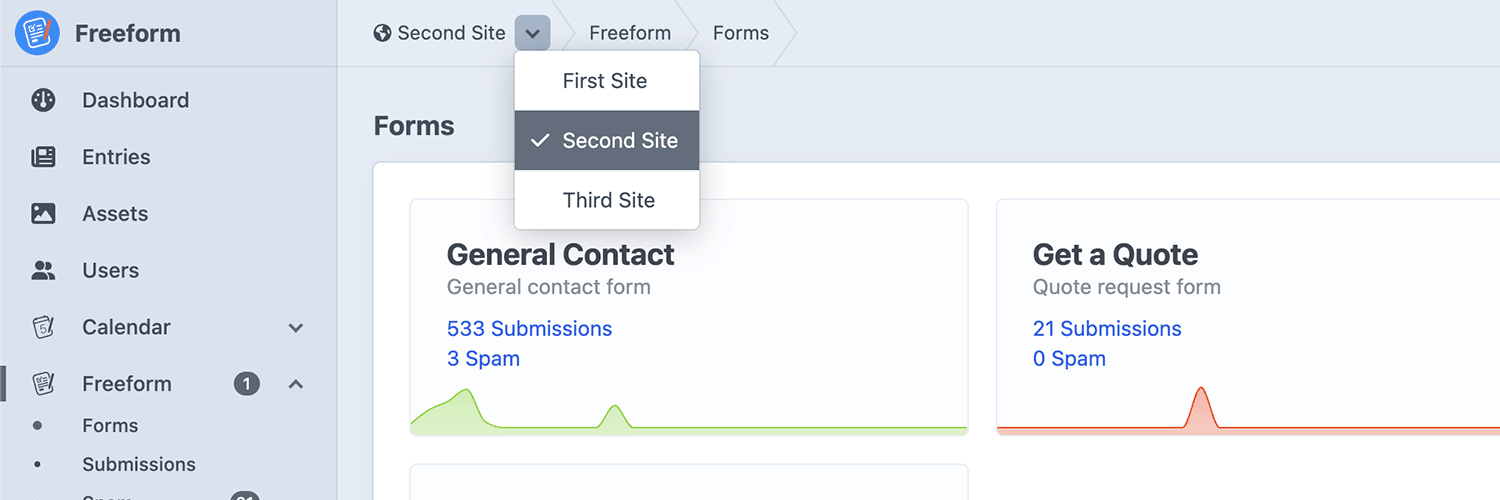 Freeform
Dashboard
Entries
Assets
Users
5
Calendar
Freeform 1
Forms
Submissions
Second Site
Freeform
Forms
First Site
Second Site
Third Site
Forms
General Contact
General contact form
533 Submissions
3 Spam
Get a Quote
Quote request form
21 Submissions
0 Spam